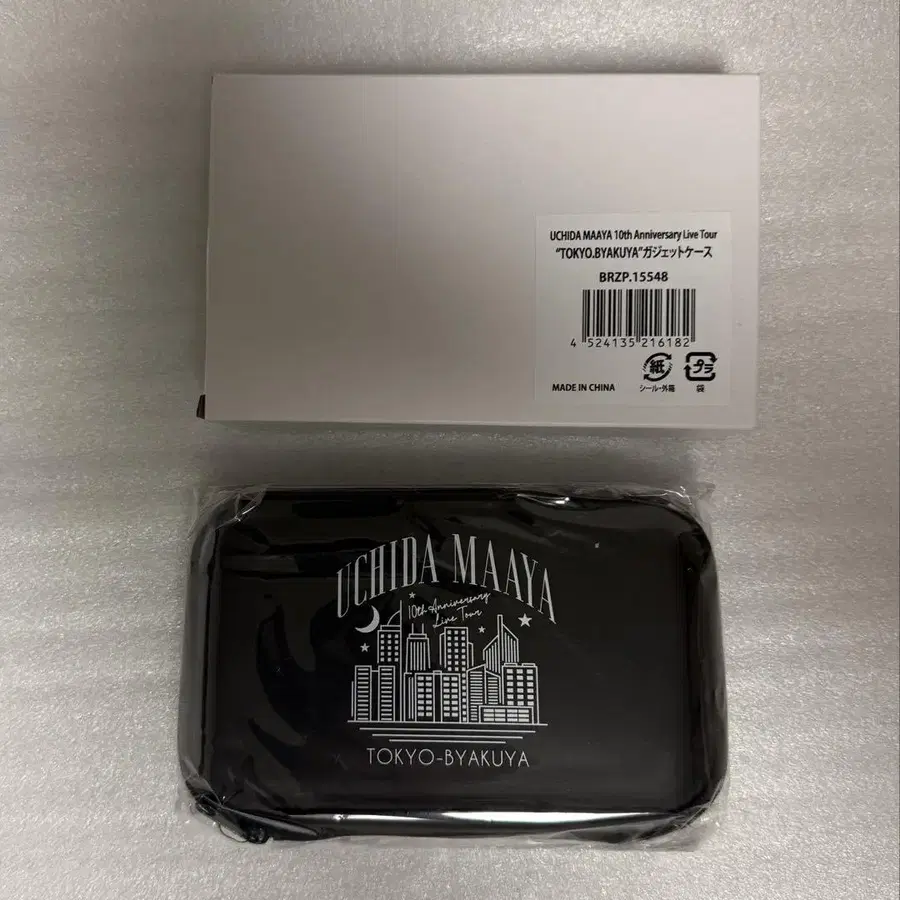 UCHIDA MAAYA 10th Anniversary Live Tour
"TOKYO.BYAKUYA"ガジェットケース
BRZP.15548
4 524135 216182
紙
プラ
MADE IN CHINA
シール・外箱
袋
UCHIDA MAAYA
10th Anniversary
Live Tour
TOKYO-BYAKUYA